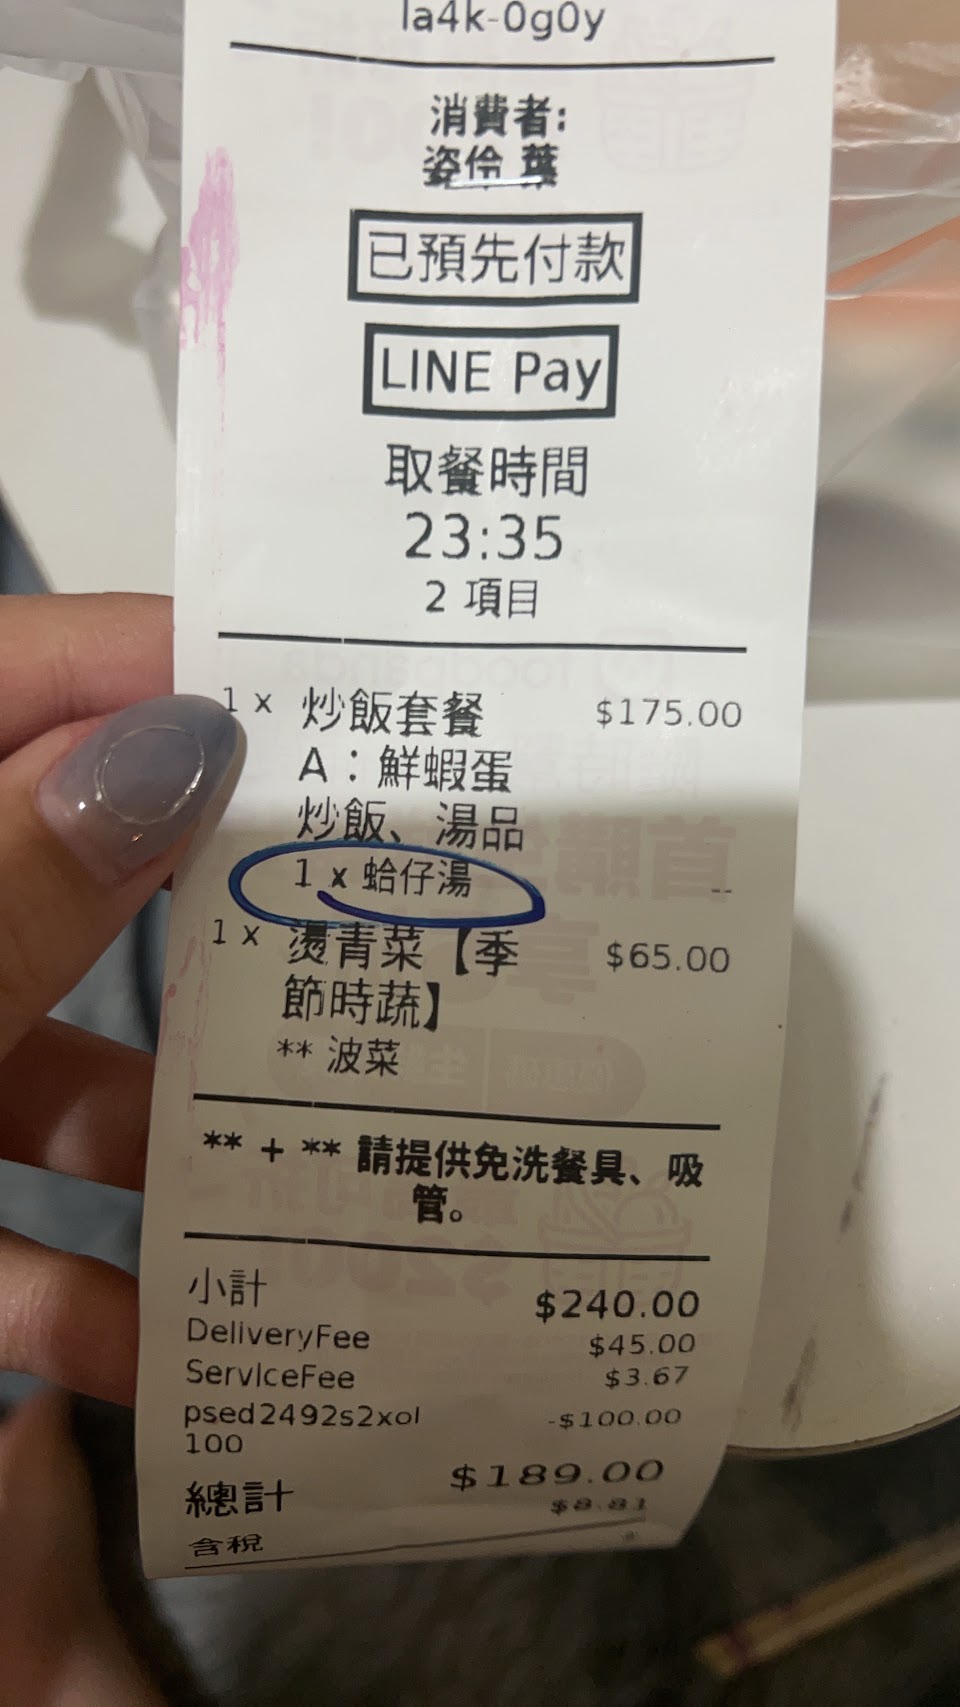 la4k-0g0y
消費者:
姿伶 葉
已預先付款
LINE Pay
取餐時間
23:35
2 項目
1 x 炒飯套餐 $175.00
A：鮮蝦蛋
炒飯、湯品
1 x 蛤仔湯 --
1 x 燙青菜【季 $65.00
節時蔬】
** 波菜
** + ** 請提供免洗餐具、吸
管。
小計 $240.00
DeliveryFee $45.00
ServiceFee $3.67
psed2492s2xol -$100.00
100
總計 $189.00
含稅 $8.81